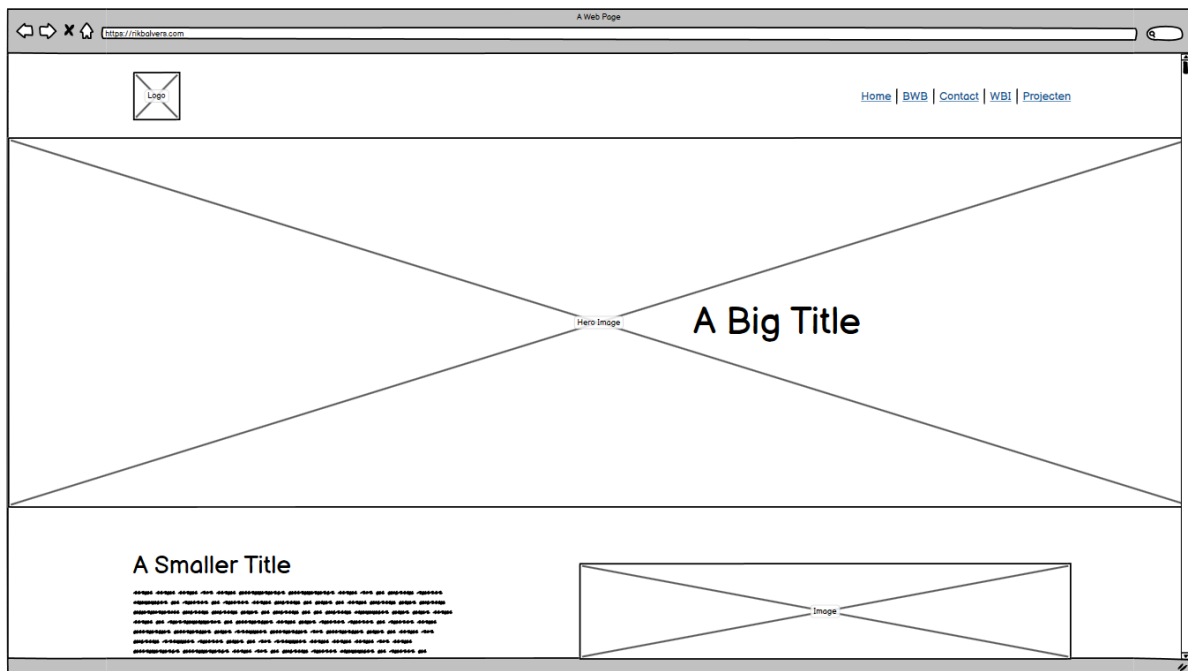 A Web Page
https://rikbalvers.com
Logo
Home | BWB | Contact | WBI | Projecten
Hero Image
A Big Title
A Smaller Title
Image